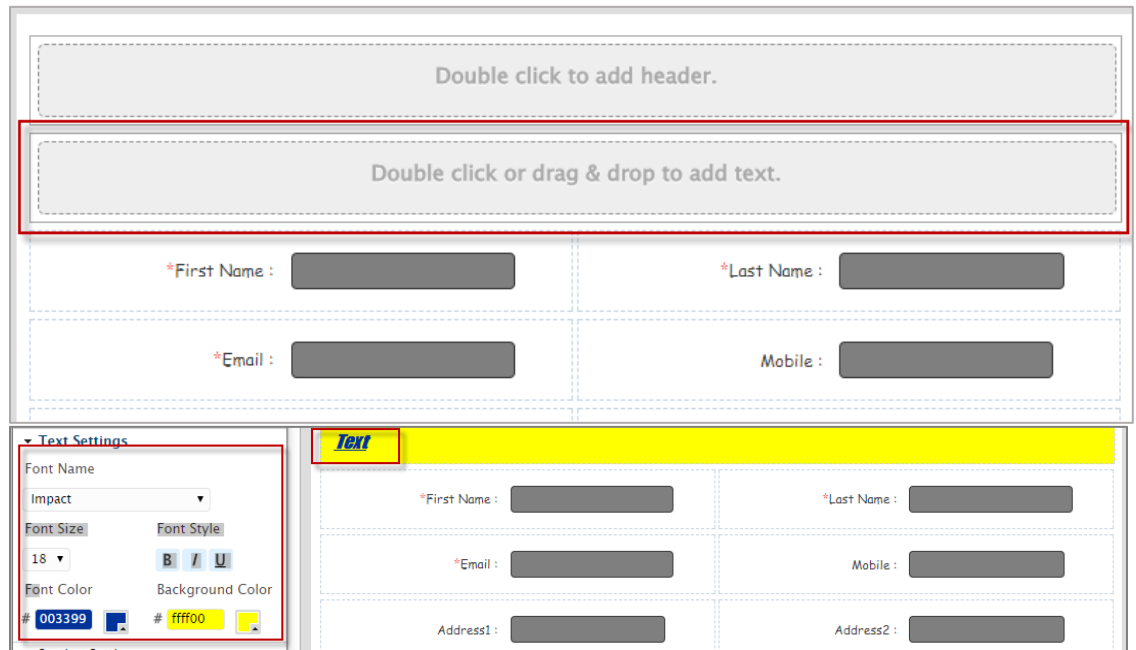 Double click to add header.
Double click or drag & drop to add text.
*First Name : *Last Name :
*Email : Mobile :
Text Settings
Font Name
Impact
Font Size Font Style
18 B I U
Font Color Background Color
# 003399 # ffff00
Text
*First Name : *Last Name :
*Email : Mobile :
Address1 : Address2 :